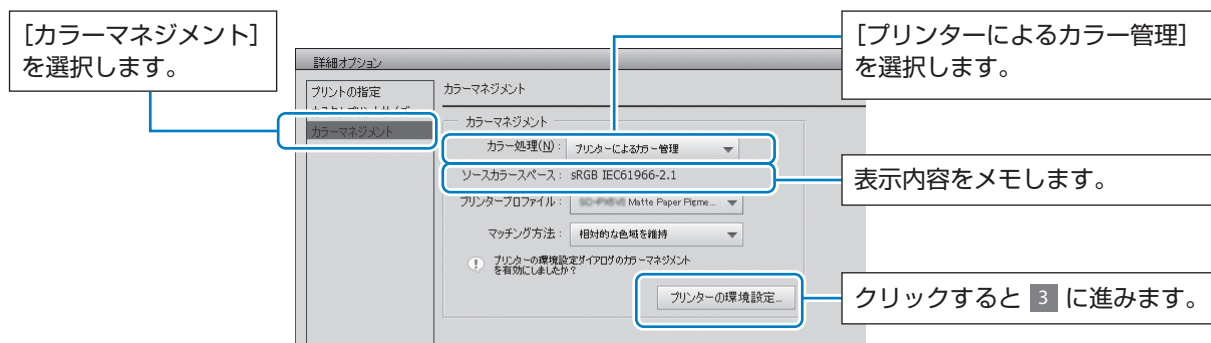 [カラーマネジメント]
を選択します。
[プリンターによるカラー管理]
を選択します。
詳細オプション
プリントの指定
カラーマネジメント
カラーマネジメント
カラーマネジメント
カラー処理(N)： プリンターによるカラー管理
ソースカラースペース： sRGB IEC61966-2.1
表示内容をメモします。
プリンタープロファイル： Matte Paper Pigme...
マッチング方法： 相対的な色域を維持
プリンターの環境設定ダイアログのカラーマネジメント
を有効にしましたか？
プリンターの環境設定...
クリックすると 3 に進みます。